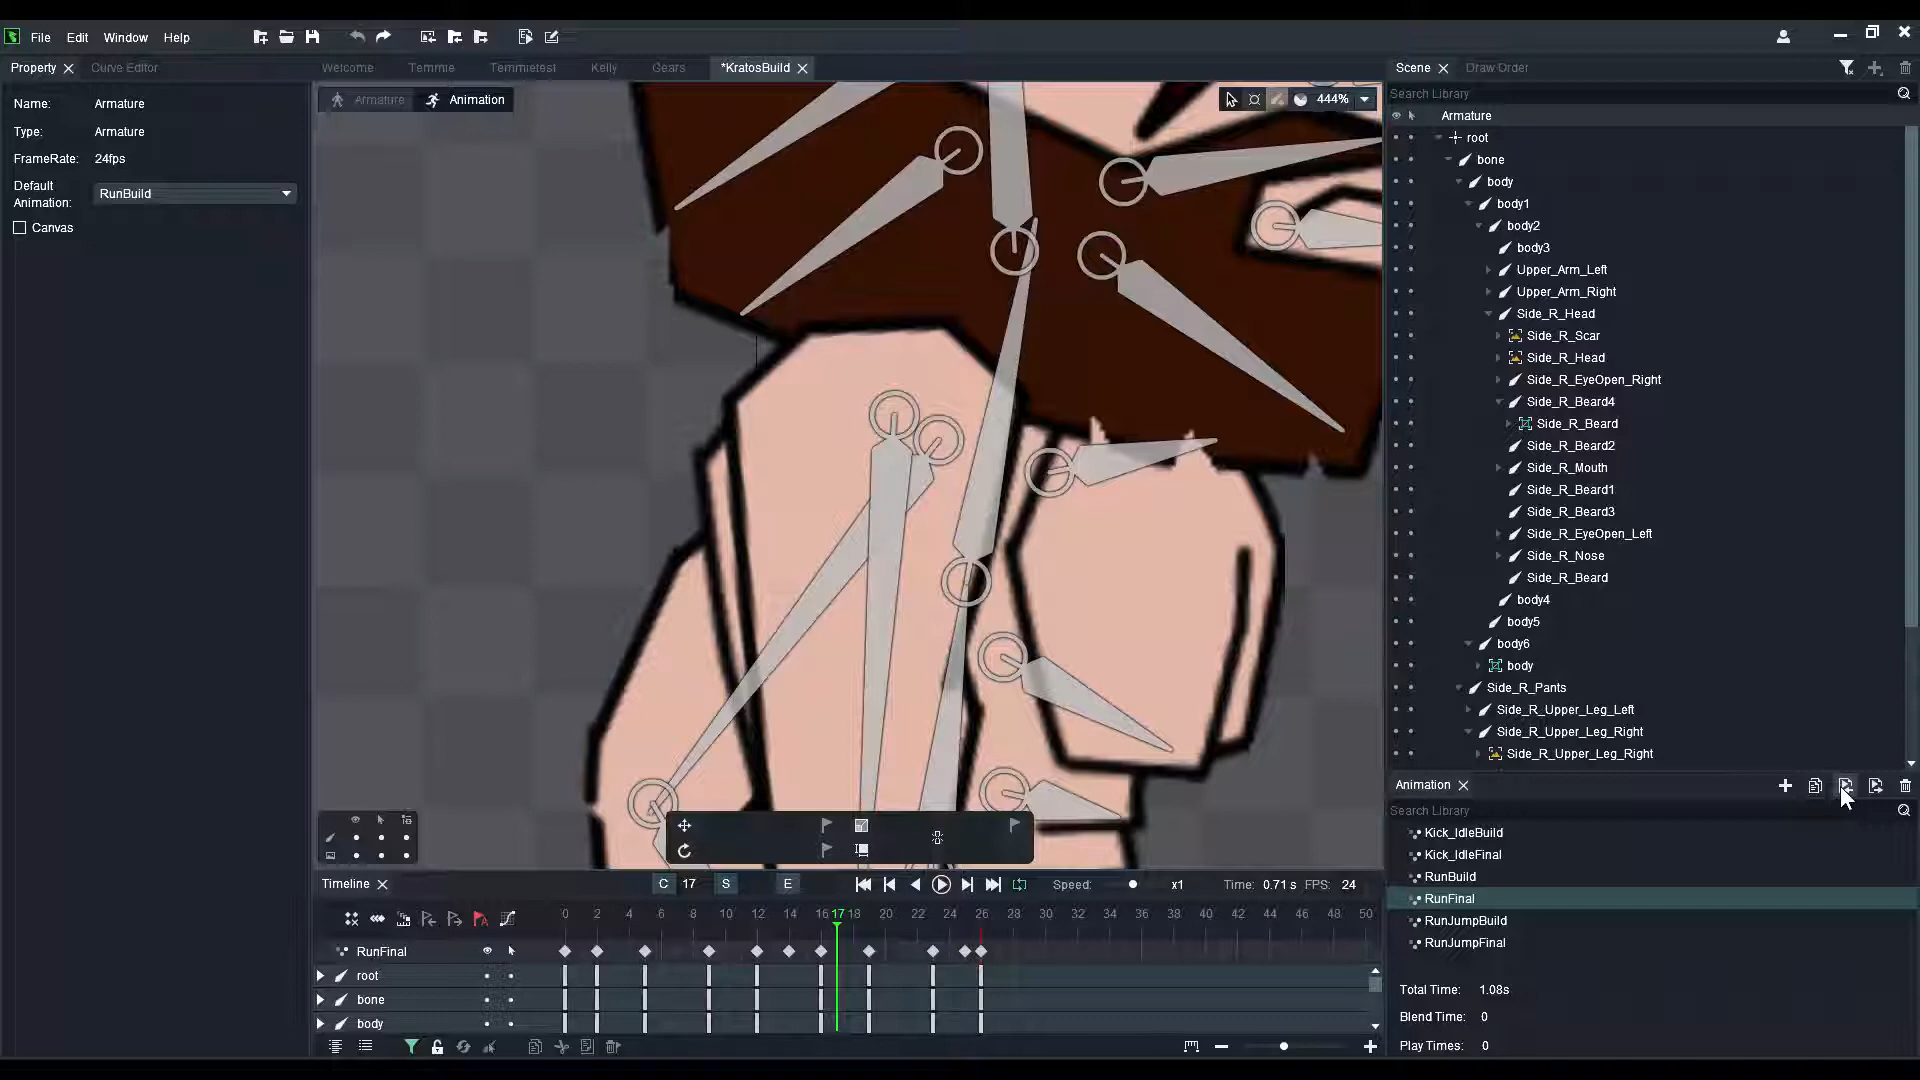 File Edit Window Help
Property Curve Editor Welcome Temmie Temmietest Kelly Gears *KratosBuild Scene Draw Order
Search Library
Name: Armature
Type: Armature
FrameRate: 24fps
Default Animation: RunBuild
Canvas
Armature Animation 444%
Armature
root
bone
body
body1
body2
body3
Upper_Arm_Left
Upper_Arm_Right
Side_R_Head
Side_R_Scar
Side_R_Head
Side_R_EyeOpen_Right
Side_R_Beard4
Side_R_Beard
Side_R_Beard2
Side_R_Mouth
Side_R_Beard1
Side_R_Beard3
Side_R_EyeOpen_Left
Side_R_Nose
Side_R_Beard
body4
body5
body6
body
Side_R_Pants
Side_R_Upper_Leg_Left
Side_R_Upper_Leg_Right
Side_R_Upper_Leg_Right
Animation
Search Library
Kick_IdleBuild
Kick_IdleFinal
RunBuild
RunFinal
RunJumpBuild
RunJumpFinal
Total Time: 1.08s
Blend Time: 0
Play Times: 0
Timeline C 17 S E Speed: x1 Time: 0.71 s FPS: 24
0 2 4 6 8 10 12 14 16 17 18 20 22 24 26 28 30 32 34 36 38 40 42 44 46 48 50
RunFinal
root
bone
body